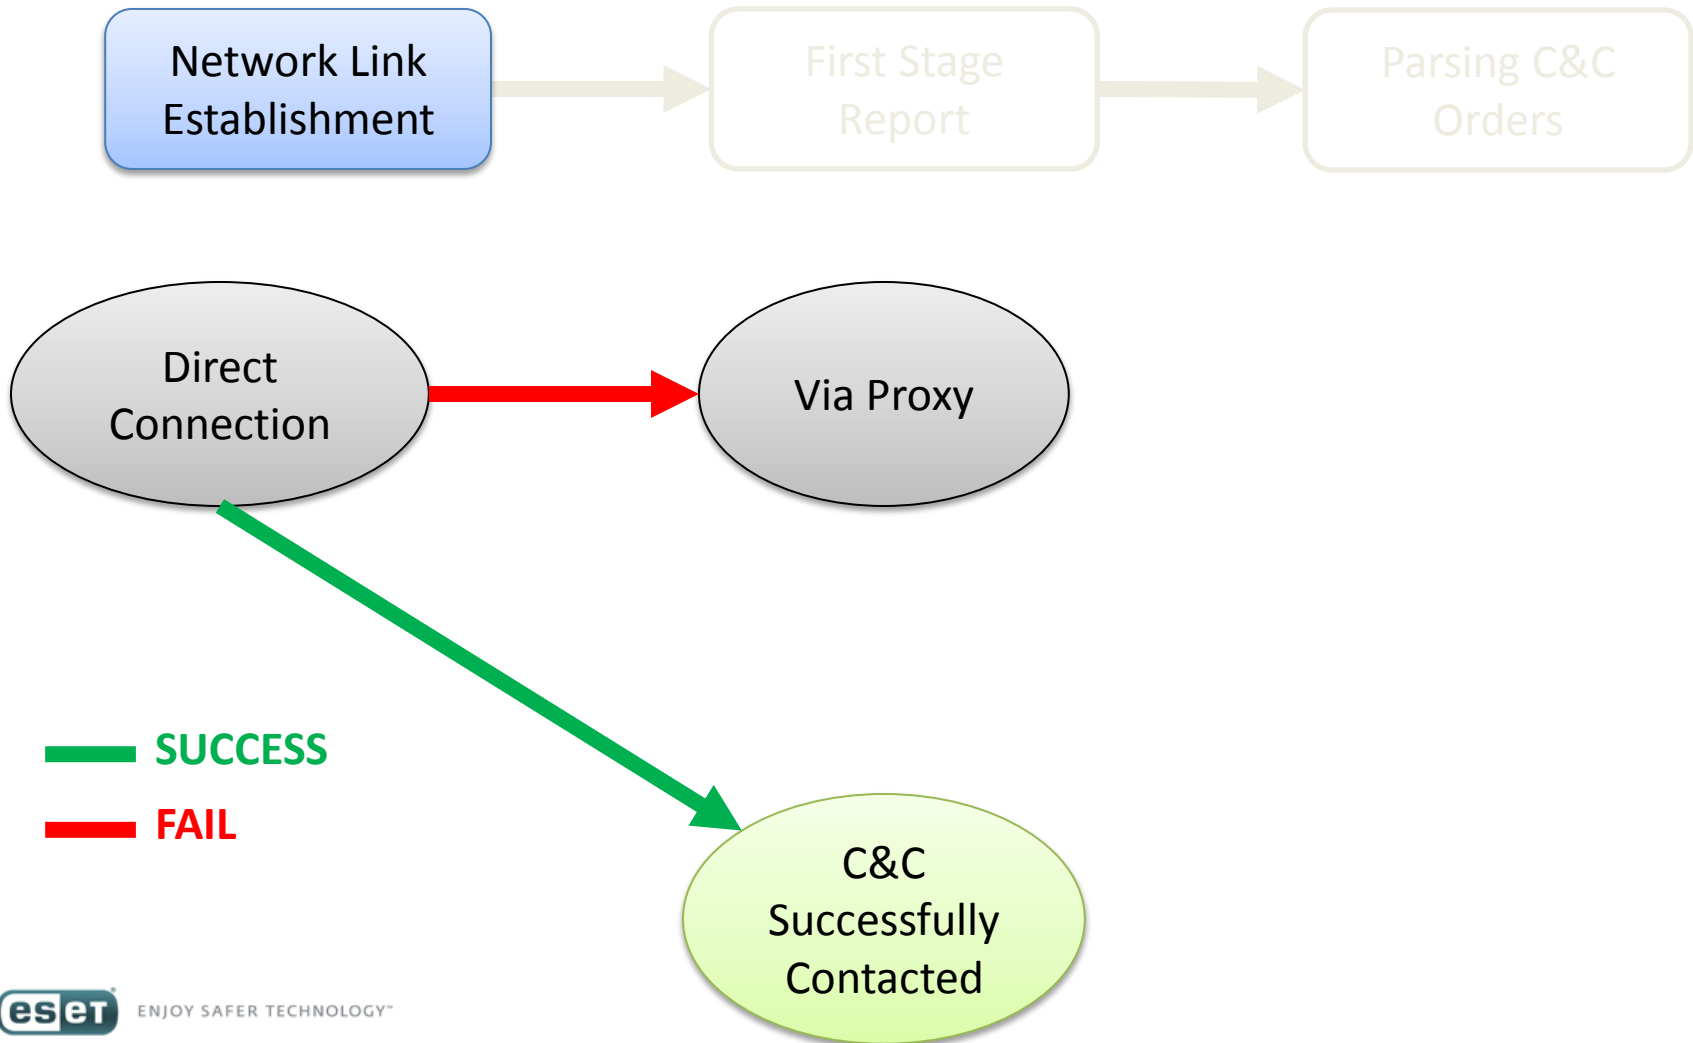 Network Link
Establishment
First Stage
Report
Parsing C&C
Orders
Direct
Connection
Via Proxy
SUCCESS
FAIL
C&C
Successfully
Contacted
eseT ENJOY SAFER TECHNOLOGY™